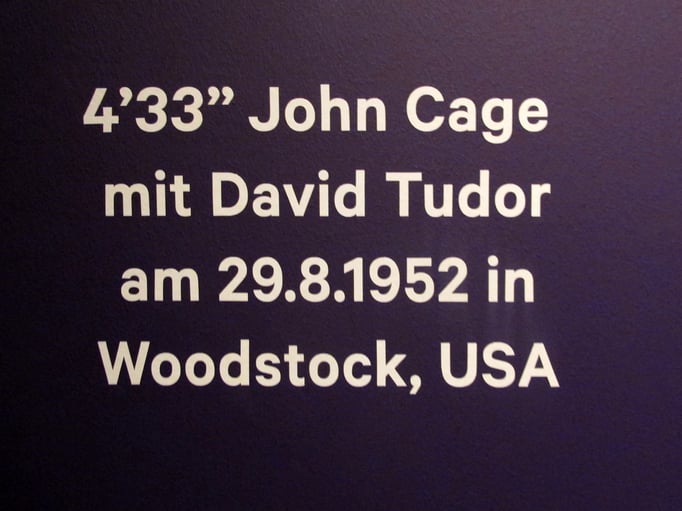 4’33” John Cage
mit David Tudor
am 29.8.1952 in
Woodstock, USA